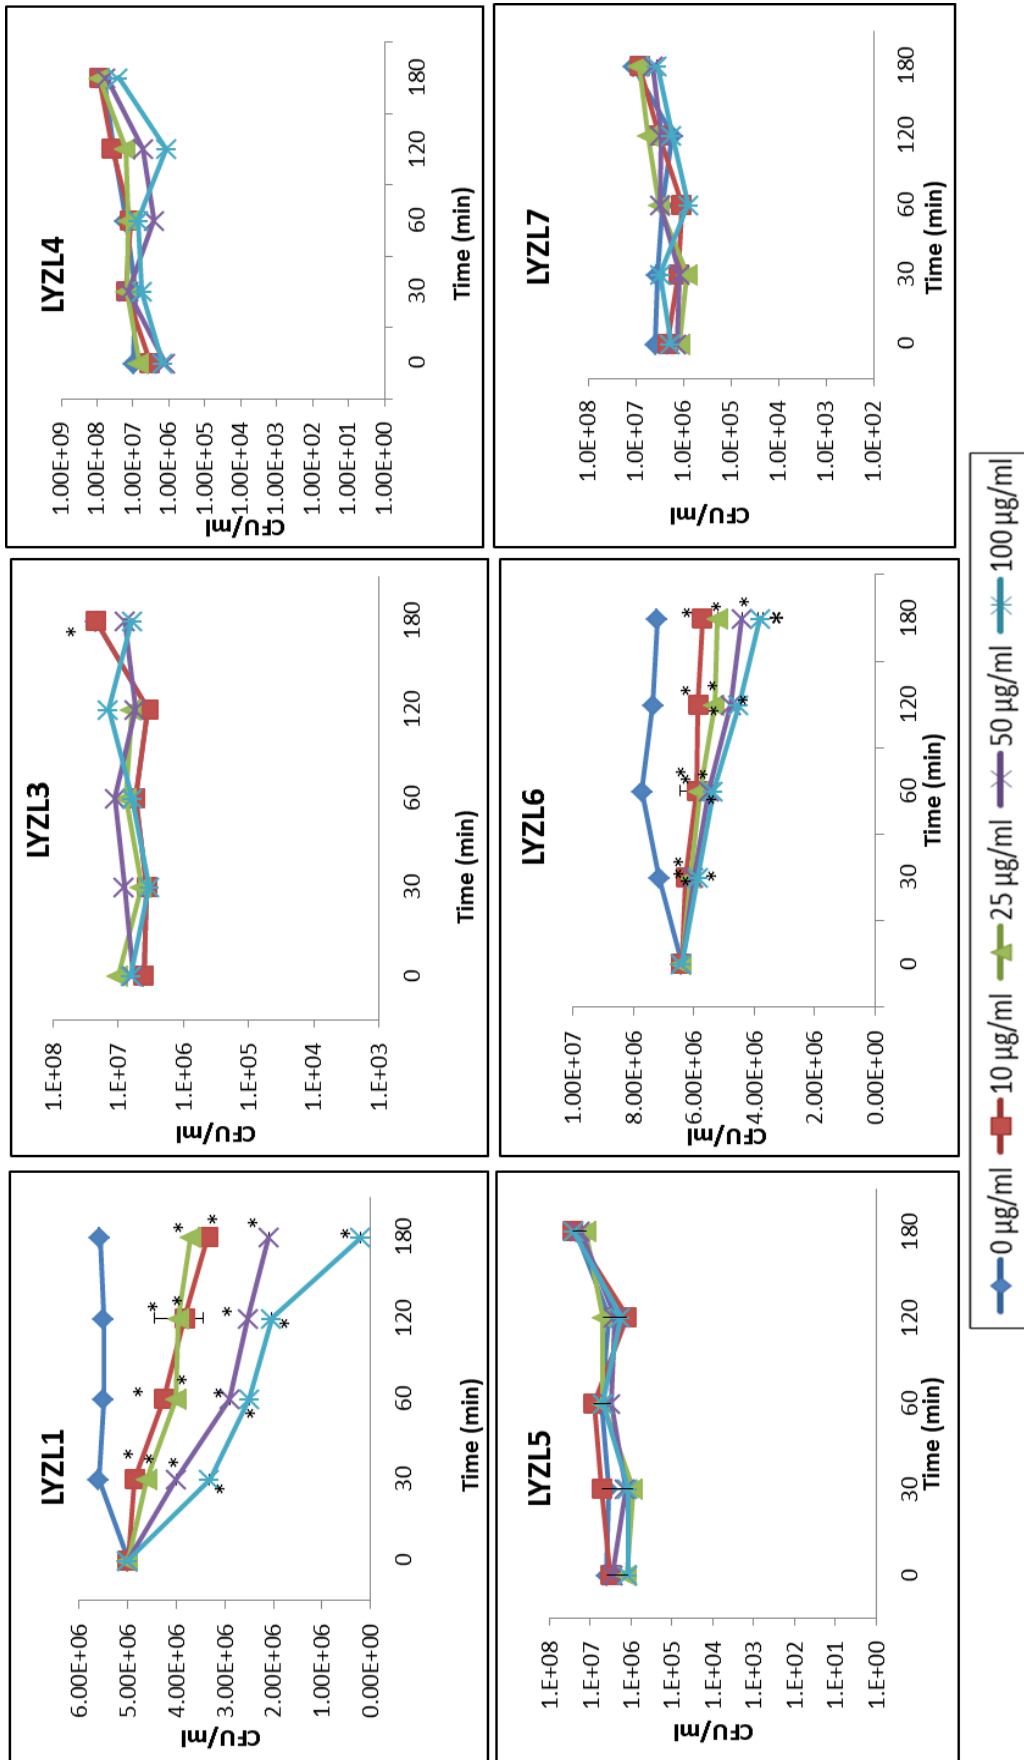 LYZL1
6.00E+06
5.00E+06
4.00E+06
3.00E+06
2.00E+06
1.00E+06
0.00E+00
CFU/ml
0 30 60 120 180
Time (min)
* * * * * * * * * * * * * * * *
LYZL3
1.E+08
1.E+07
1.E+06
1.E+05
1.E+04
1.E+03
CFU/ml
0 30 60 120 180
Time (min)
*
LYZL4
1.00E+09
1.00E+08
1.00E+07
1.00E+06
1.00E+05
1.00E+04
1.00E+03
1.00E+02
1.00E+01
1.00E+00
CFU/ml
0 30 60 120 180
Time (min)
LYZL5
1.E+08
1.E+07
1.E+06
1.E+05
1.E+04
1.E+03
1.E+02
1.E+01
1.E+00
CFU/ml
0 30 60 120 180
Time (min)
LYZL6
1.00E+07
8.00E+06
6.00E+06
4.00E+06
2.00E+06
0.00E+00
CFU/ml
0 30 60 120 180
Time (min)
* * * * * * * * * * * * * * * *
LYZL7
1.0E+08
1.0E+07
1.0E+06
1.0E+05
1.0E+04
1.0E+03
1.0E+02
CFU/ml
0 30 60 120 180
Time (min)
0 µg/ml 10 µg/ml 25 µg/ml 50 µg/ml 100 µg/ml